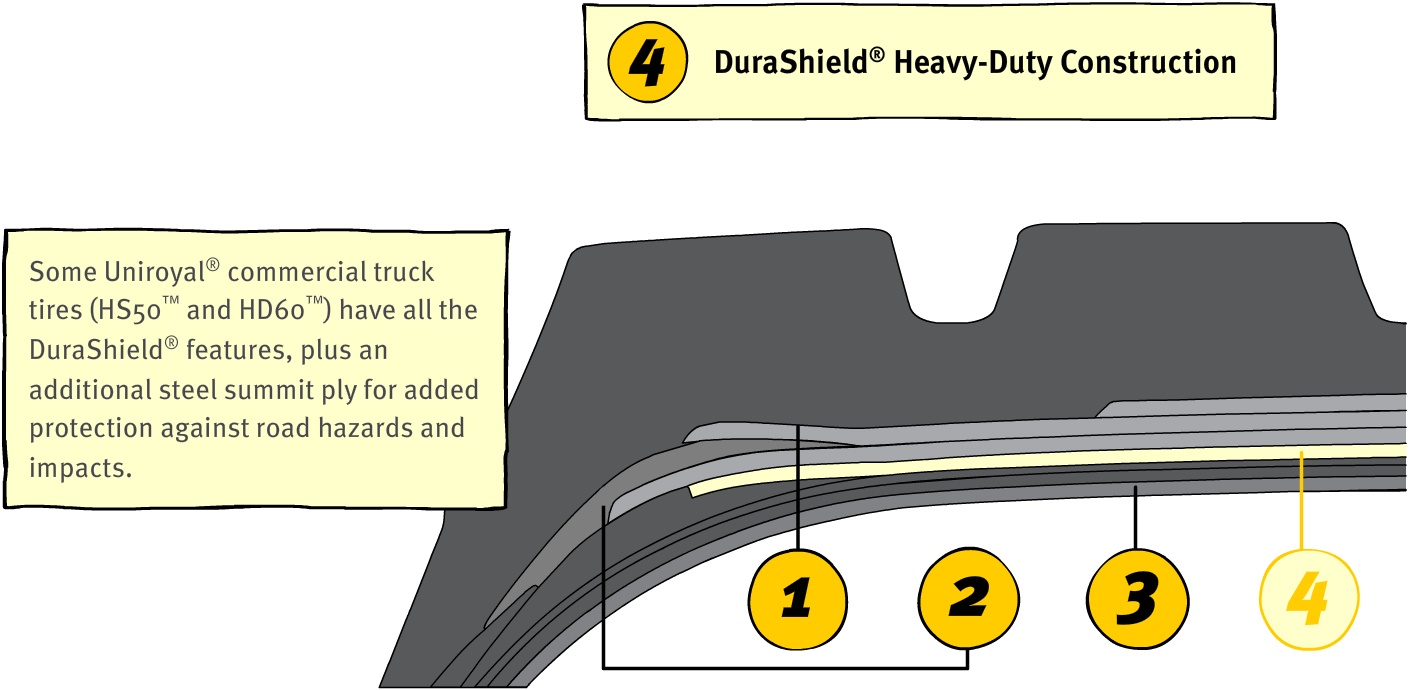 4 DuraShield® Heavy-Duty Construction
Some Uniroyal® commercial truck
tires (HS50™ and HD60™) have all the
DuraShield® features, plus an
additional steel summit ply for added
protection against road hazards and
impacts.
1 2 3 4